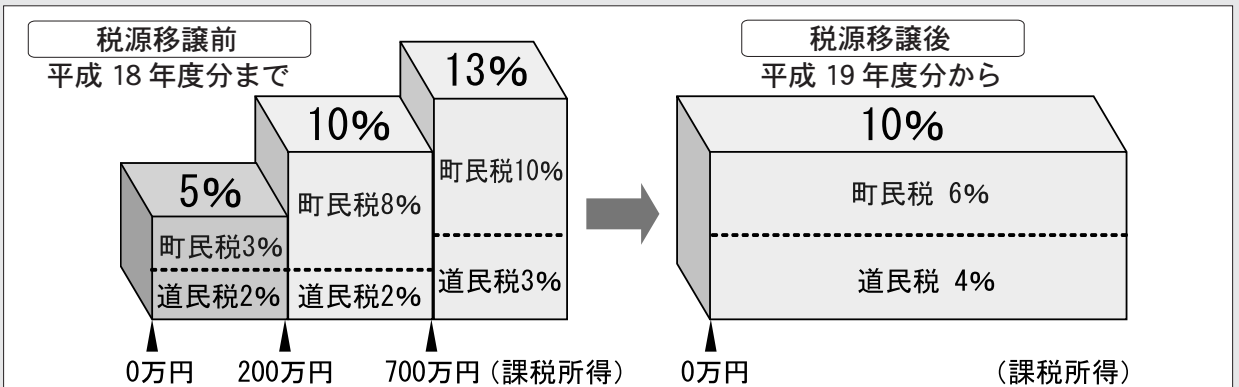 税源移譲前
平成 18 年度分まで
5%
町民税3%
道民税2%
10%
町民税8%
道民税2%
13%
町民税10%
道民税3%
0万円 200万円 700万円 (課税所得)
税源移譲後
平成 19 年度分から
10%
町民税 6%
道民税 4%
0万円 (課税所得)